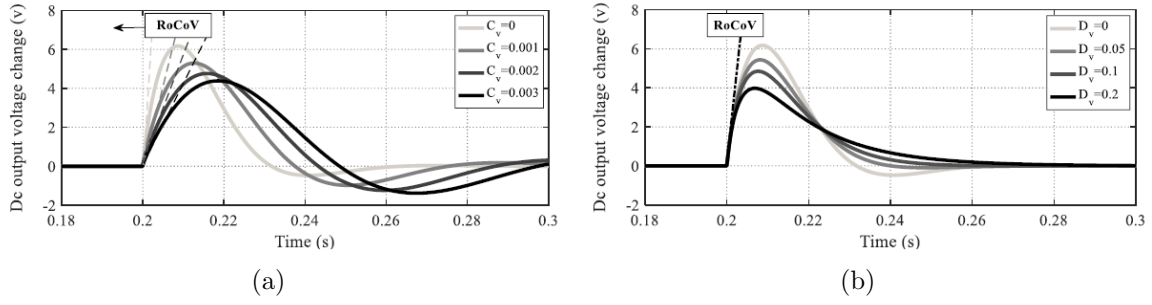 Dc output voltage change (v)
8
6
4
2
0
-2
0.18
0.2
0.22
0.24
0.26
0.28
0.3
Time (s)
RoCoV
C_v=0
C_v=0.001
C_v=0.002
C_v=0.003
(a)
Dc output voltage change (v)
8
6
4
2
0
-2
0.18
0.2
0.22
0.24
0.26
0.28
0.3
Time (s)
RoCoV
D_v=0
D_v=0.05
D_v=0.1
D_v=0.2
(b)